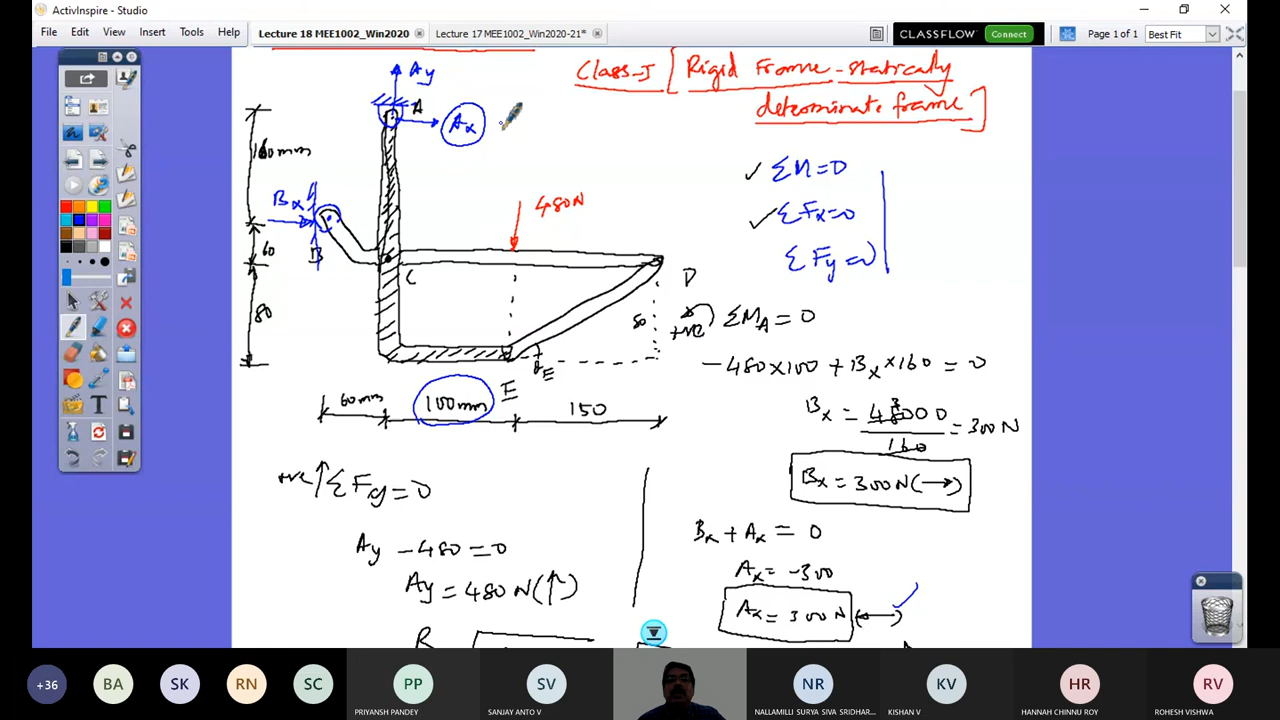 ActivInspire - Studio
File Edit View Insert Tools Help
Lecture 18 MEE1002_Win2020 Lecture 17 MEE1002_Win2020-21*
CLASSFLOW Connect
Page 1 of 1 Best Fit
Class-I [Rigid Frame - statically
determinate frame]
Ay
A
Ax
160mm
Bx
B
60
80
480N
C
D
80
E
60mm 100mm 150
✓ ΣM=0
✓ ΣFx=0
ΣFy=0
+ve ΣMA = 0
-480×100 + Bx×160 = 0
Bx = 48000/160 = 300N
Bx = 300N(→)
+ve ↑ΣFy=0
Ay -480=0
Ay = 480N(↑)
Bx + Ax = 0
Ax = -300
Ax = 300N (←)
R
+36 BA SK RN SC PP SV NR KV HR RV
PRIYANSH PANDEY SANJAY ANTO V NALLAMILLI SURYA SIVA SRIDHAR... KISHAN V HANNAH CHINNU ROY ROHESH VISHWA